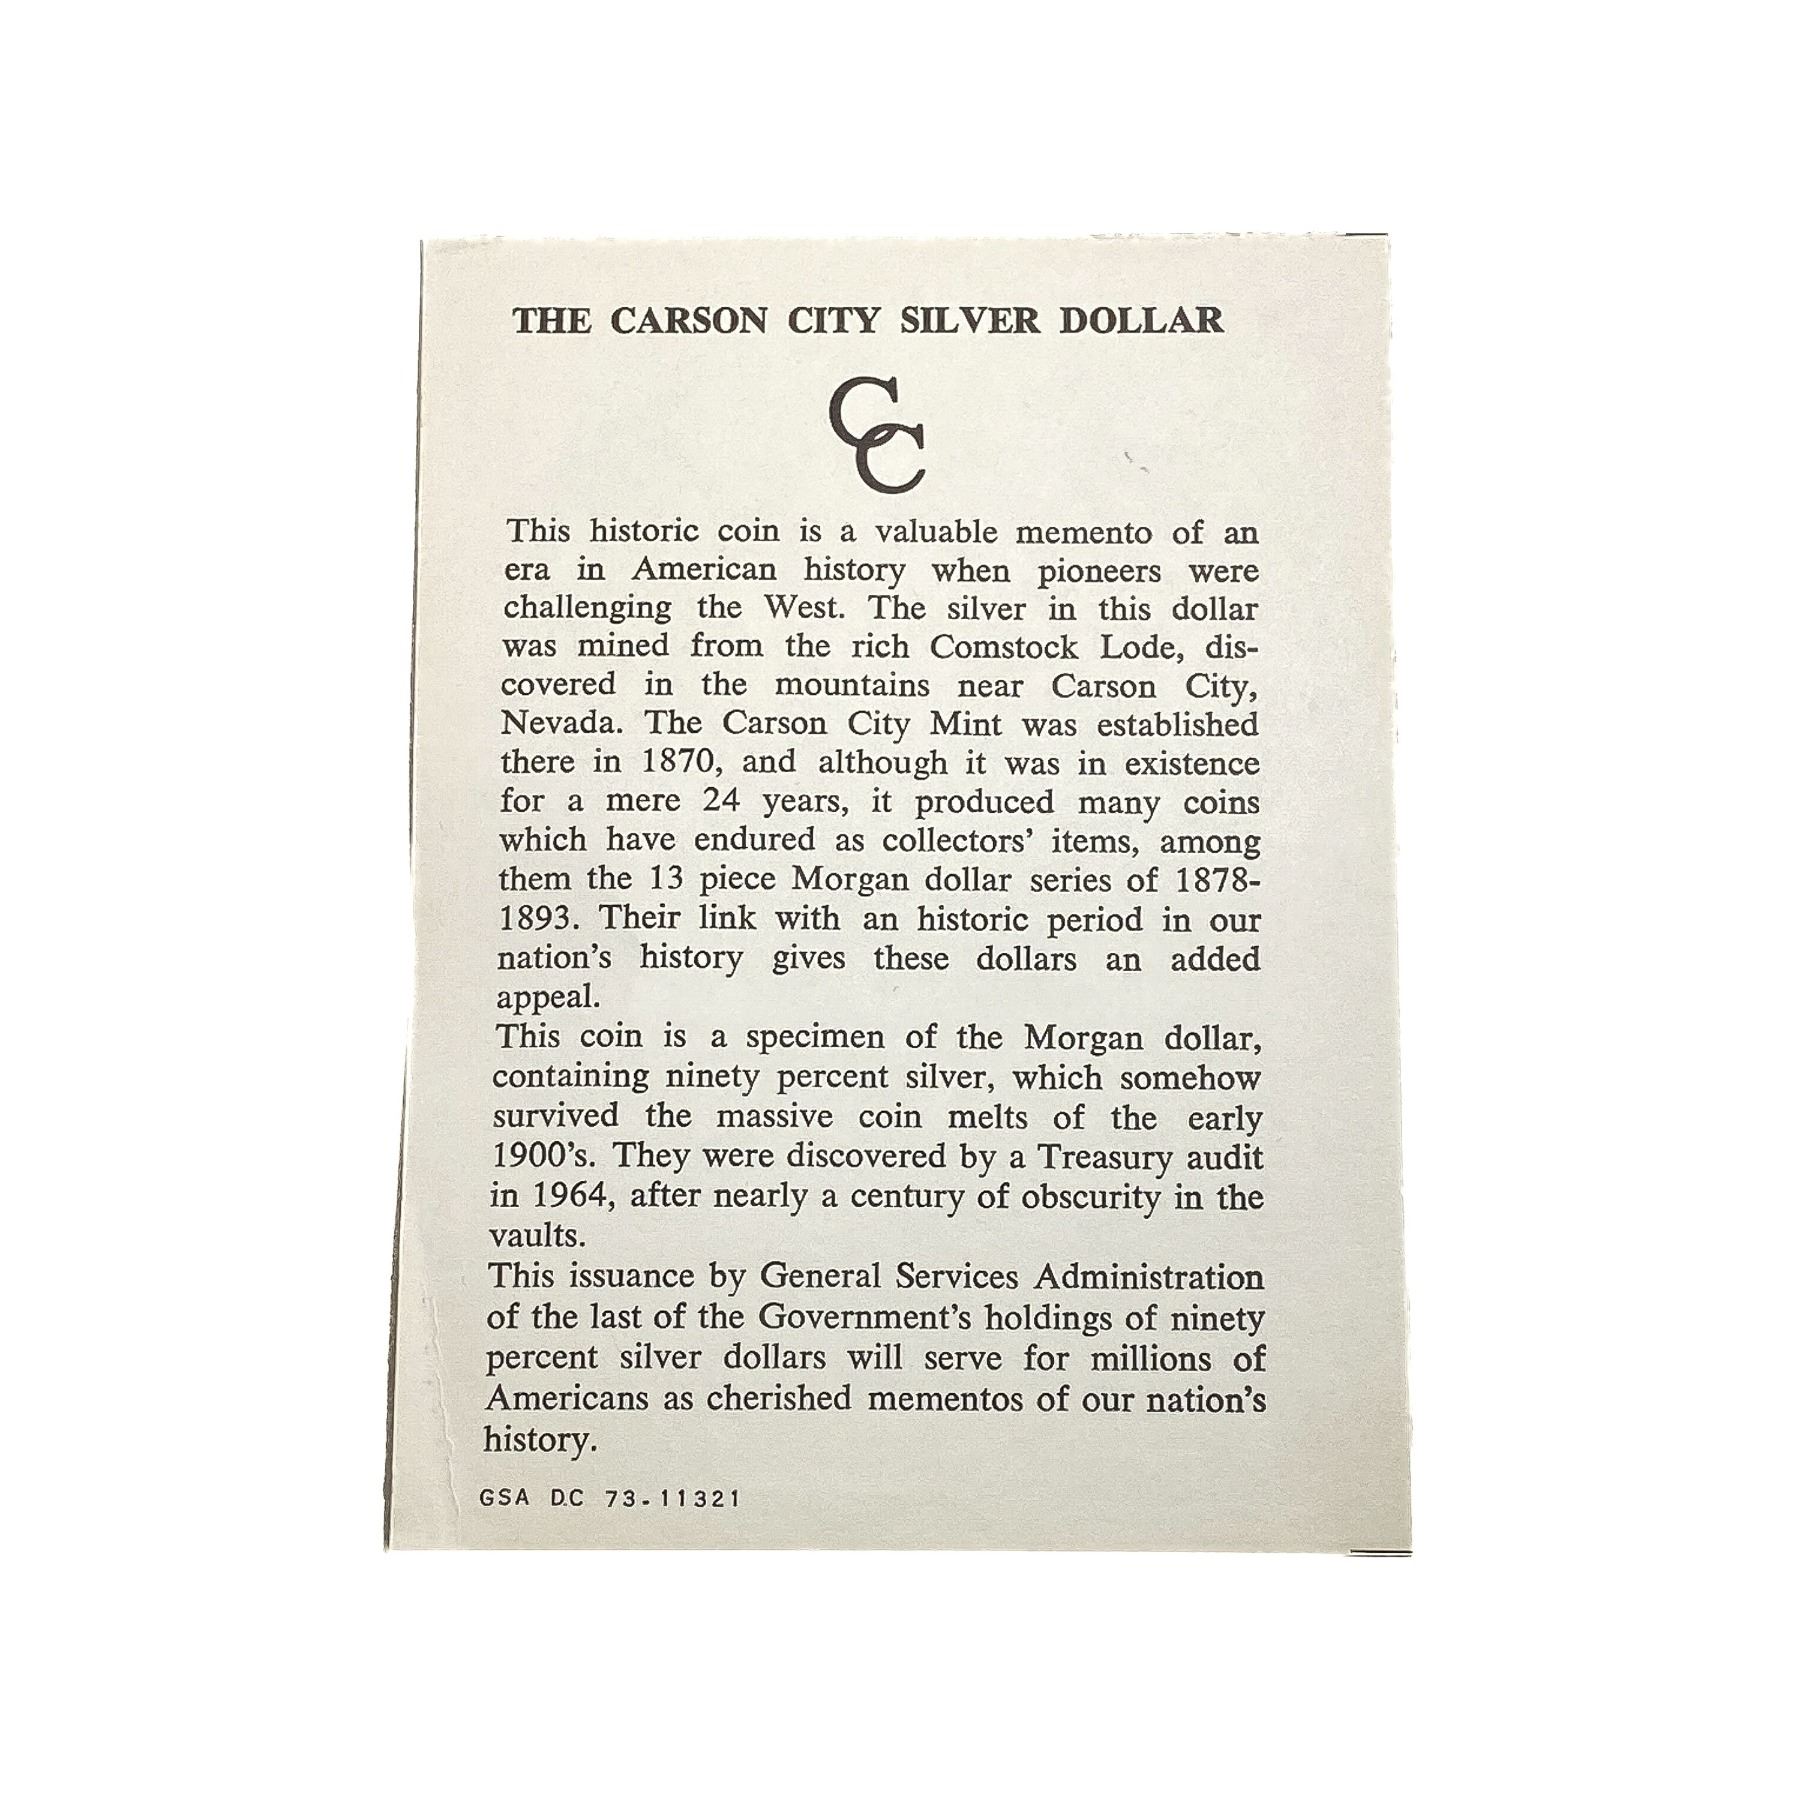 THE CARSON CITY SILVER DOLLAR
CC
This historic coin is a valuable memento of an
era in American history when pioneers were
challenging the West. The silver in this dollar
was mined from the rich Comstock Lode, dis-
covered in the mountains near Carson City,
Nevada. The Carson City Mint was established
there in 1870, and although it was in existence
for a mere 24 years, it produced many coins
which have endured as collectors' items, among
them the 13 piece Morgan dollar series of 1878-
1893. Their link with an historic period in our
nation's history gives these dollars an added
appeal.
This coin is a specimen of the Morgan dollar,
containing ninety percent silver, which somehow
survived the massive coin melts of the early
1900's. They were discovered by a Treasury audit
in 1964, after nearly a century of obscurity in the
vaults.
This issuance by General Services Administration
of the last of the Government's holdings of ninety
percent silver dollars will serve for millions of
Americans as cherished mementos of our nation's
history.
GSA D.C 73-11321